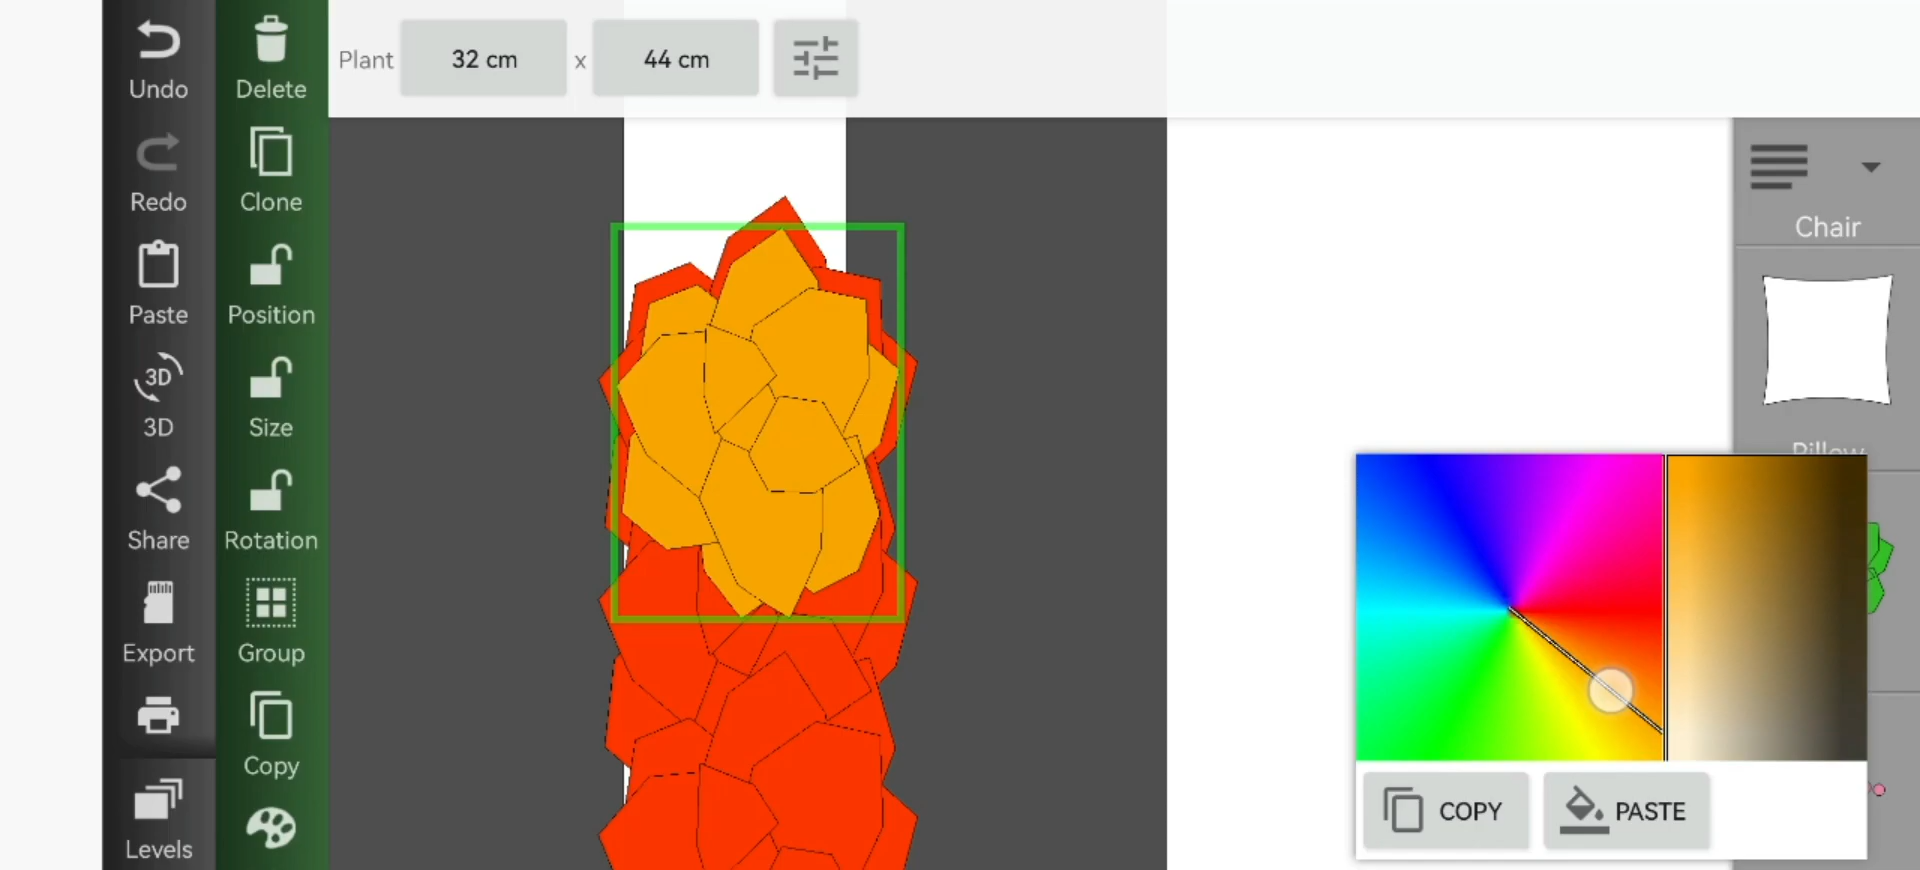 Undo
Redo
Paste
3D
3D
Share
Export
Levels
Delete
Clone
Position
Size
Rotation
Group
Copy
Plant 32 cm x 44 cm
Chair
Pillow
COPY
PASTE